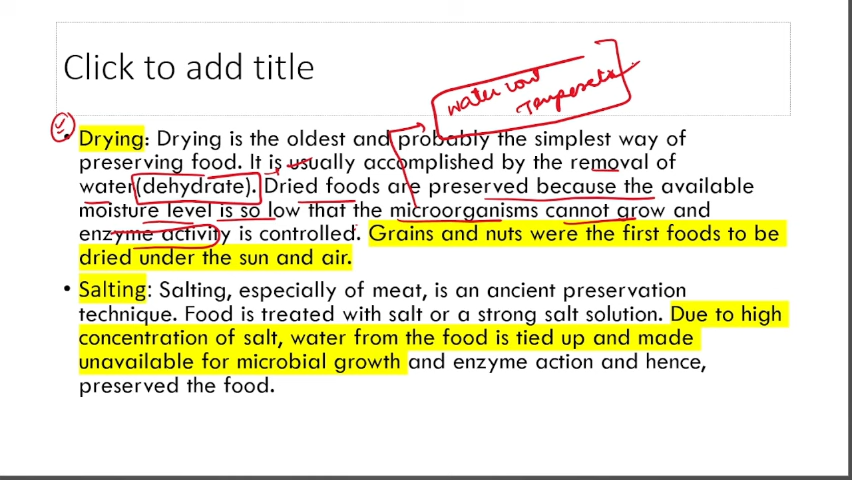 Click to add title
water
Temperature
• Drying: Drying is the oldest and probably the simplest way of
preserving food. It is usually accomplished by the removal of
water(dehydrate). Dried foods are preserved because the available
moisture level is so low that the microorganisms cannot grow and
enzyme activity is controlled. Grains and nuts were the first foods to be
dried under the sun and air.
• Salting: Salting, especially of meat, is an ancient preservation
technique. Food is treated with salt or a strong salt solution. Due to high
concentration of salt, water from the food is tied up and made
unavailable for microbial growth and enzyme action and hence,
preserved the food.